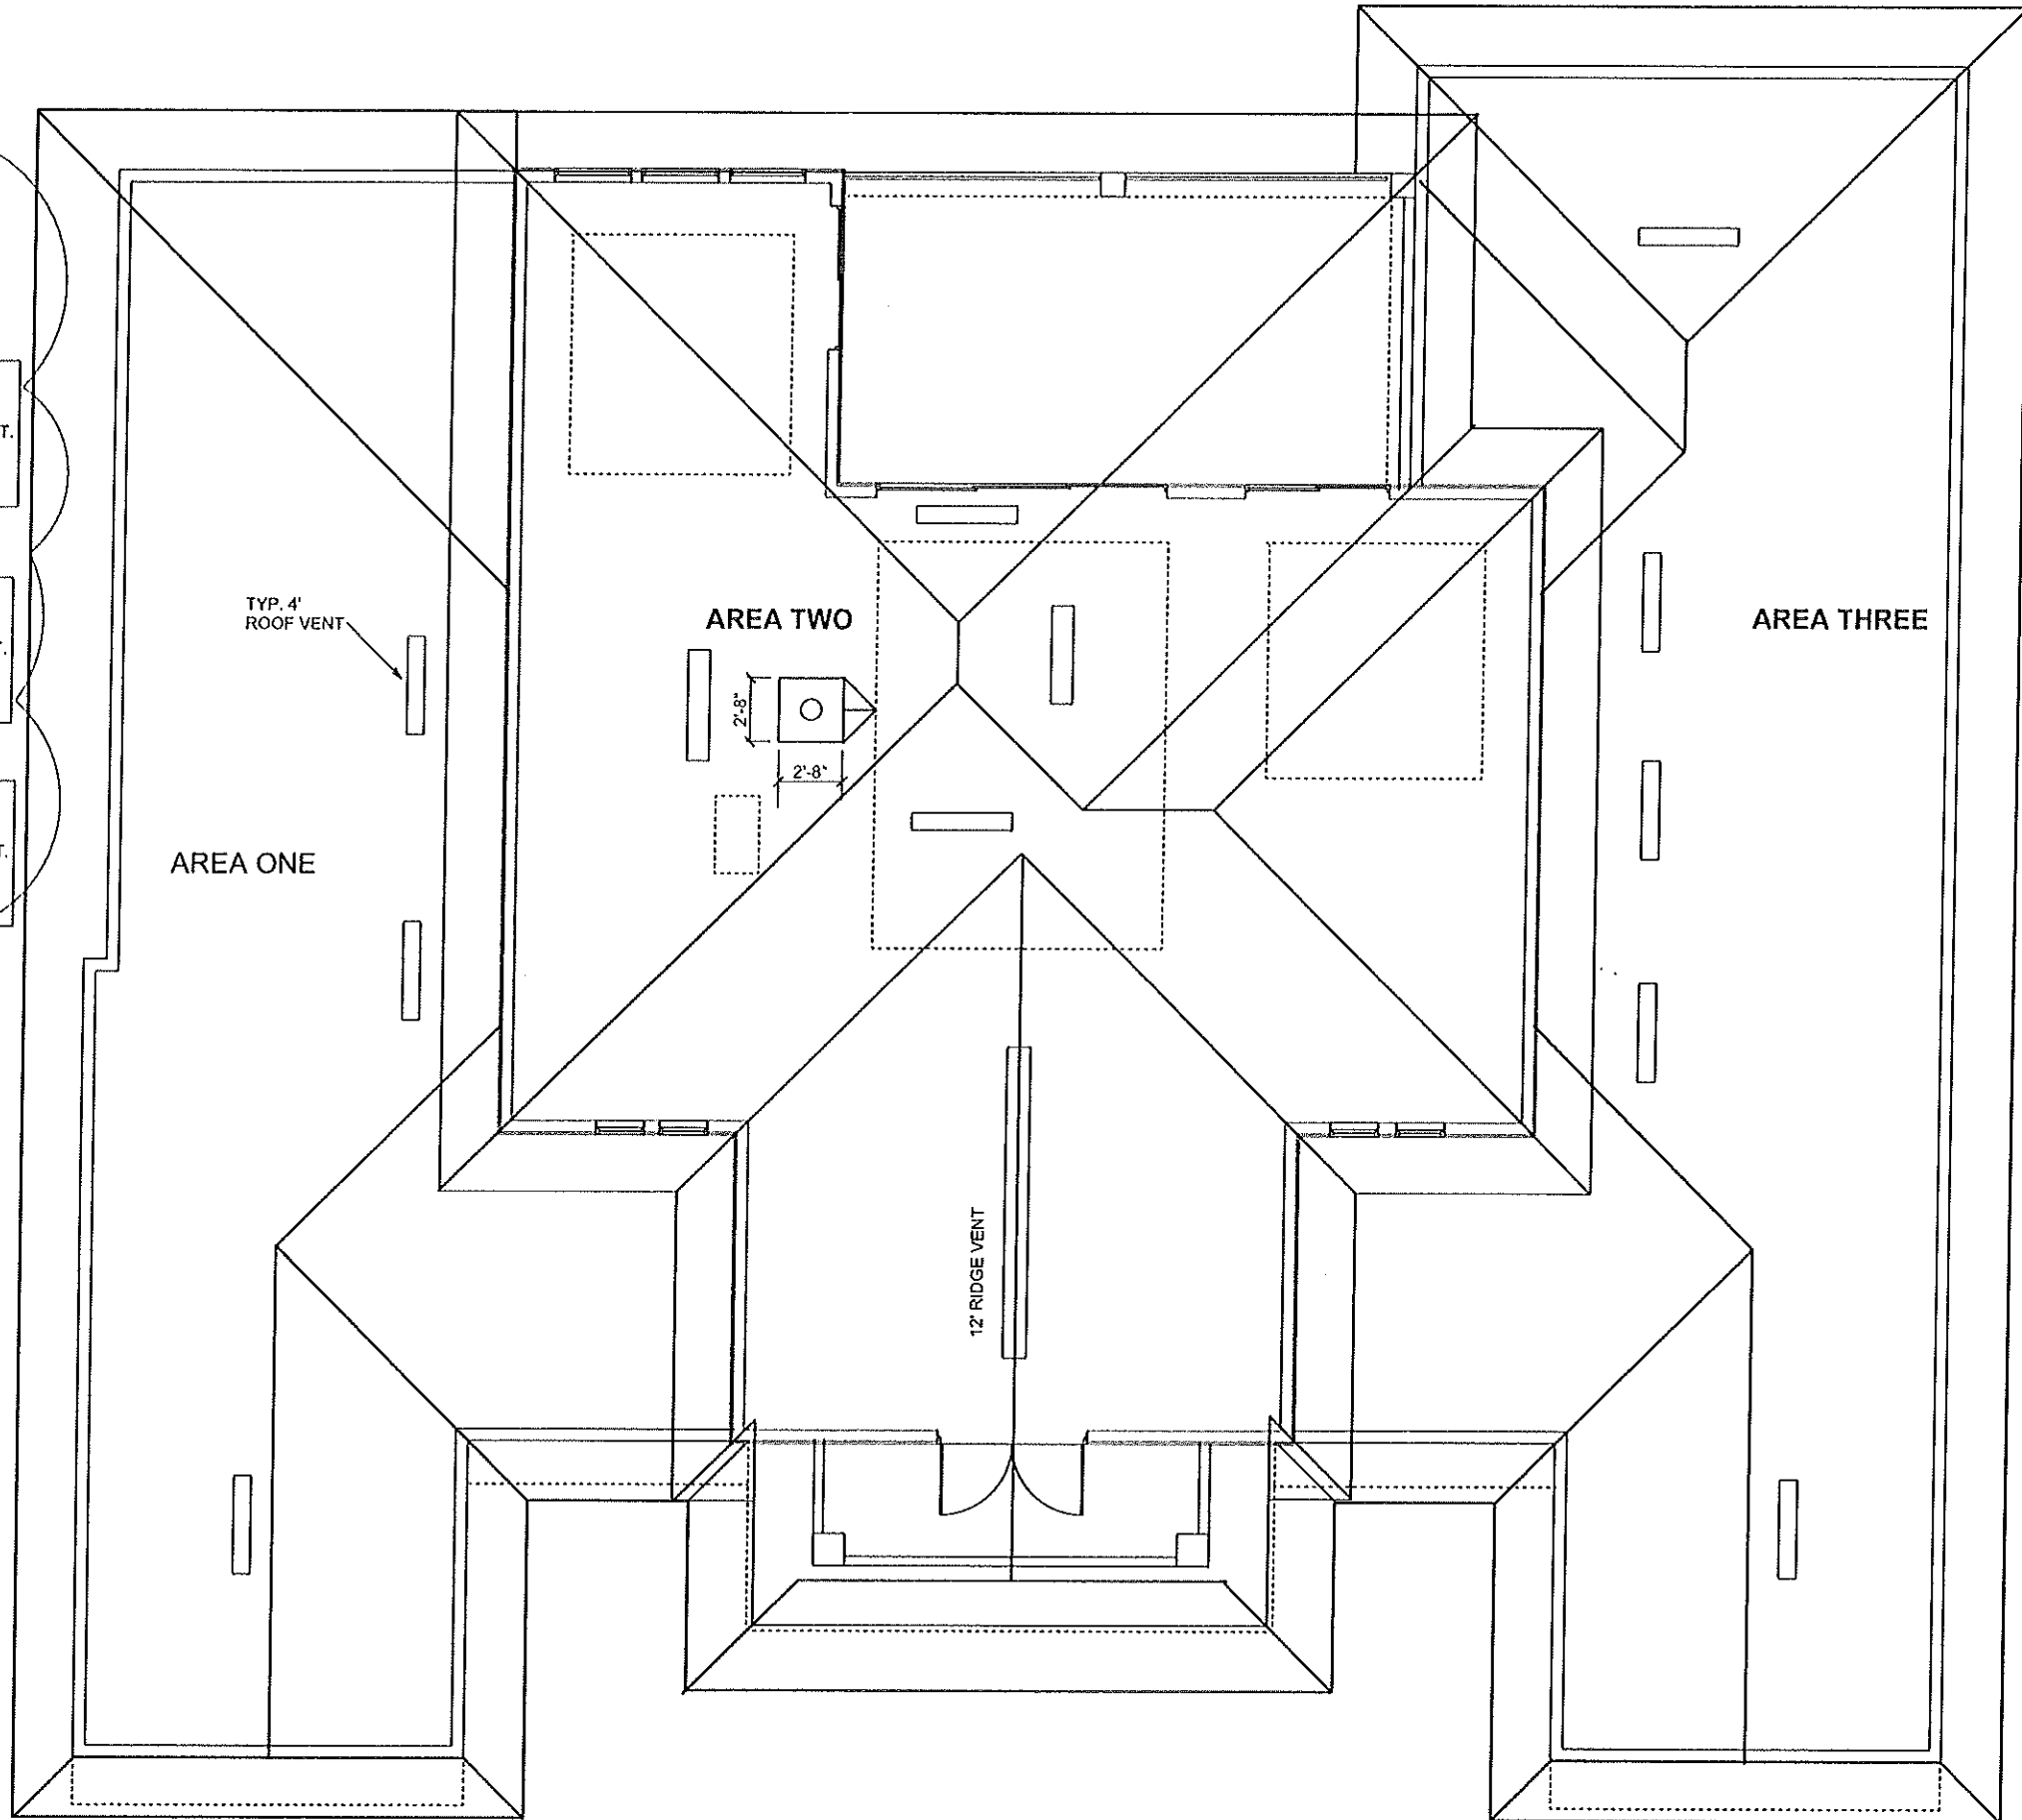 T.
TYP. 4'
ROOF VENT
AREA TWO
AREA THREE
2'-8"
2'-8"
AREA ONE
12' RIDGE VENT